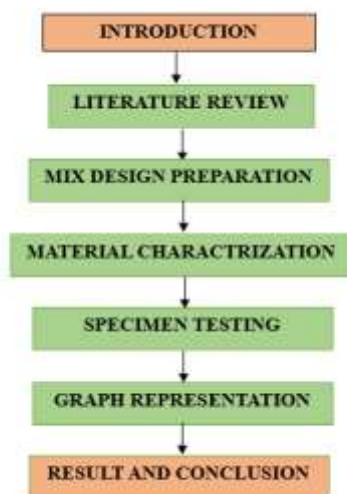 INTRODUCTION
LITERATURE REVIEW
MIX DESIGN PREPARATION
MATERIAL CHARACTRIZATION
SPECIMEN TESTING
GRAPH REPRESENTATION
RESULT AND CONCLUSION